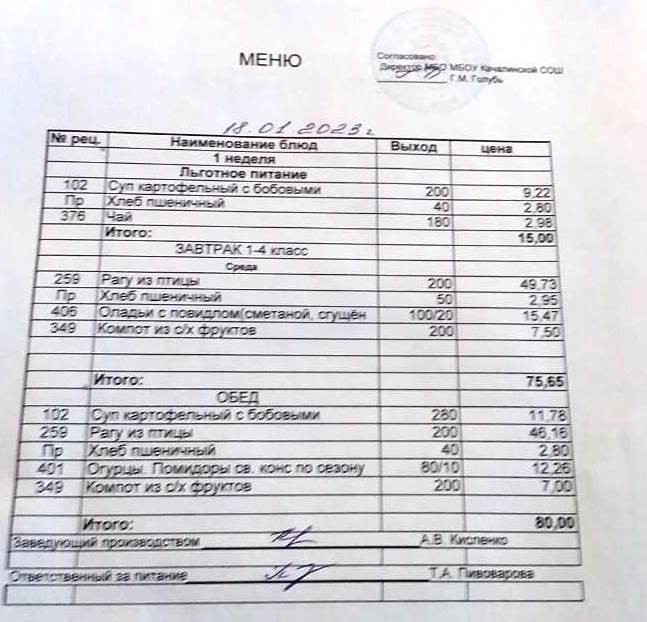 МЕНЮ
Согласовано
Директор МБО МБОУ Качалинской СОШ
Г.М. Голубь
18.01 2023г
№ рец. Наименование блюд Выход цена
1 неделя
Льготное питание
102 Суп картофельный с бобовыми 200 9,22
Пр Хлеб пшеничный 40 2,80
376 Чай 180 2,98
Итого: 15,00
ЗАВТРАК 1-4 класс
Среда
259 Рагу из птицы 200 49,73
Пр Хлеб пшеничный 50 2,95
406 Оладьи с повидлом(сметаной, сгущён 100/20 15,47
349 Компот из с/х фруктов 200 7,50
Итого: 75,65
ОБЕД
102 Суп картофельный с бобовыми 280 11,78
259 Рагу из птицы 200 46,16
Пр Хлеб пшеничный 40 2,80
401 Огурцы. Помидоры св. конс по сезону 80/10 12,26
349 Компот из с/х фруктов 200 7,00
Итого: 80,00
Заведующий производством А.В. Кисленко
Ответственный за питание Т.А. Пивоварова